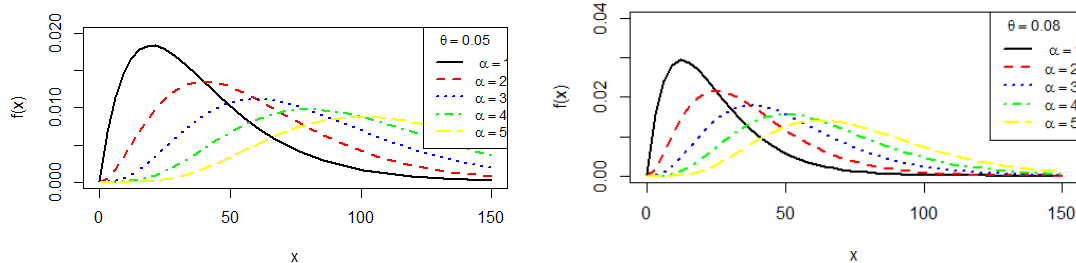 f(x)
0.000
0.010
0.020
θ = 0.05
α = 1
α = 2
α = 3
α = 4
α = 5
0
50
100
150
x
f(x)
0.00
0.02
0.04
θ = 0.08
α =
α = 2
α = 3
α = 4
α = 5
0
50
100
150
x